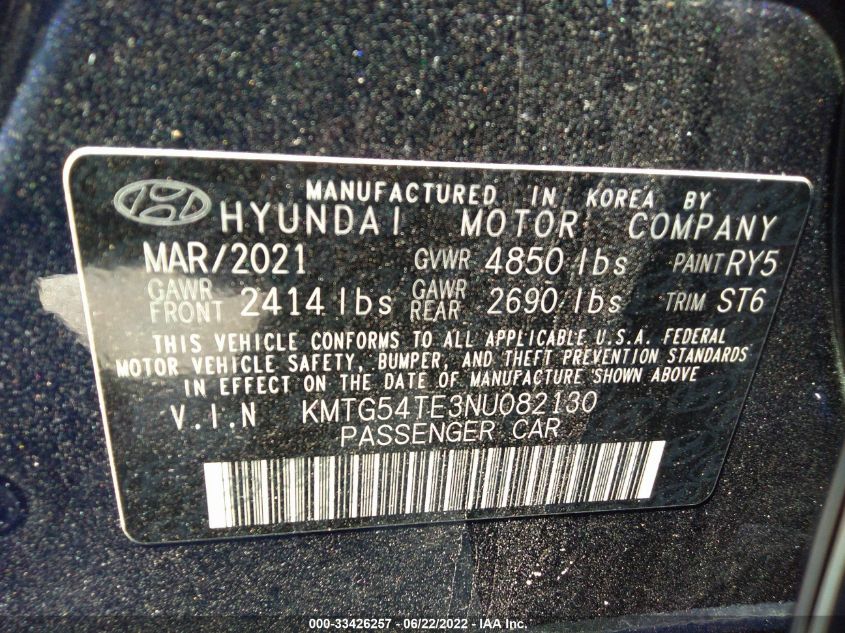 MANUFACTURED IN KOREA BY
HYUNDAI MOTOR COMPANY
MAR/2021 GVWR 4850 lbs PAINT RY5
GAWR FRONT 2414 lbs GAWR REAR 2690 lbs TRIM ST6
THIS VEHICLE CONFORMS TO ALL APPLICABLE U.S.A. FEDERAL
MOTOR VEHICLE SAFETY, BUMPER, AND THEFT PREVENTION STANDARDS
IN EFFECT ON THE DATE OF MANUFACTURE SHOWN ABOVE
V.I.N KMTG54TE3NU082130
PASSENGER CAR
000-33426257 - 06/22/2022 - IAA Inc.